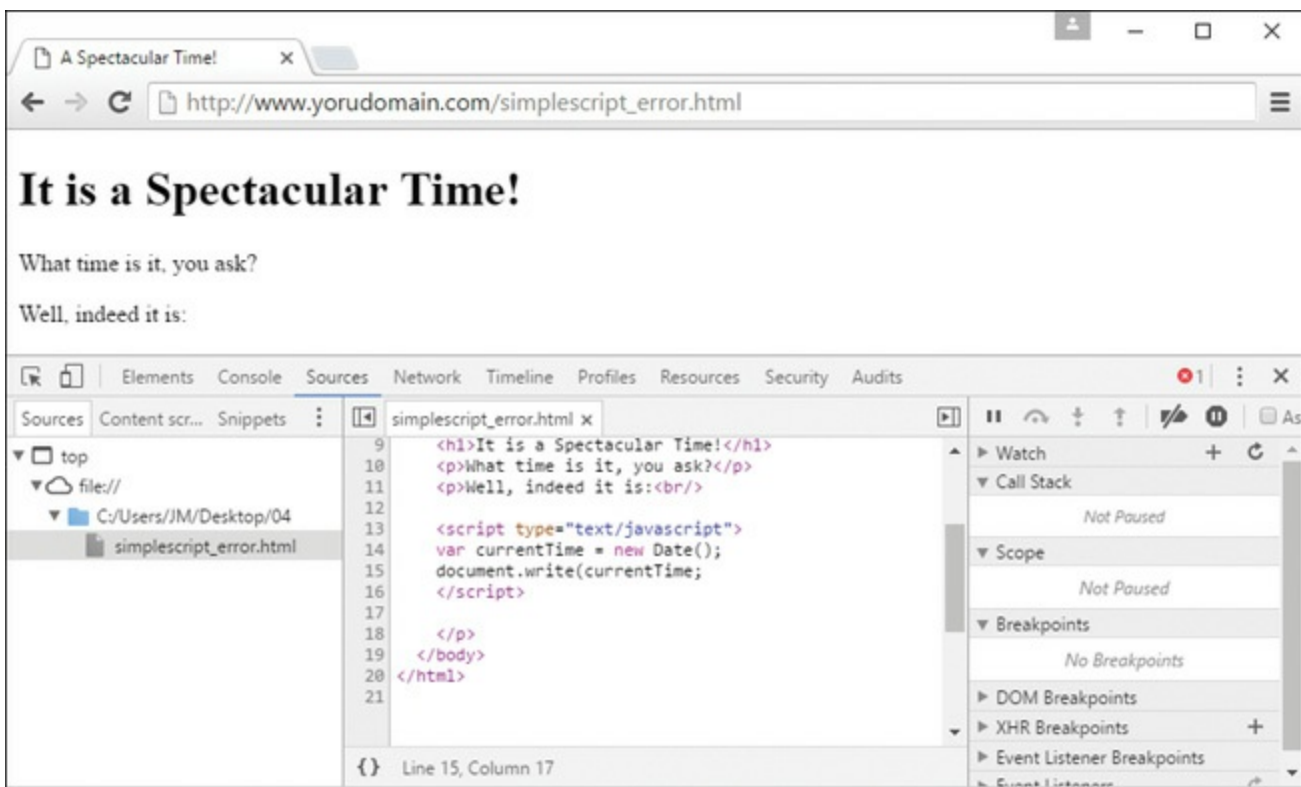 A Spectacular Time!
http://www.yorudomain.com/simplescript_error.html
It is a Spectacular Time!
What time is it, you ask?
Well, indeed it is:
Elements Console Sources Network Timeline Profiles Resources Security Audits 1
Sources Content scr... Snippets
simplescript_error.html
As
top
file://
C:/Users/JM/Desktop/04
simplescript_error.html
9 <h1>It is a Spectacular Time!</h1>
10 <p>What time is it, you ask?</p>
11 <p>Well, indeed it is:<br/>
12
13 <script type="text/javascript">
14 var currentTime = new Date();
15 document.write(currentTime;
16 </script>
17
18 </p>
19 </body>
20 </html>
21
{} Line 15, Column 17
Watch
Call Stack
Not Paused
Scope
Not Paused
Breakpoints
No Breakpoints
DOM Breakpoints
XHR Breakpoints
Event Listener Breakpoints
Event Listeners